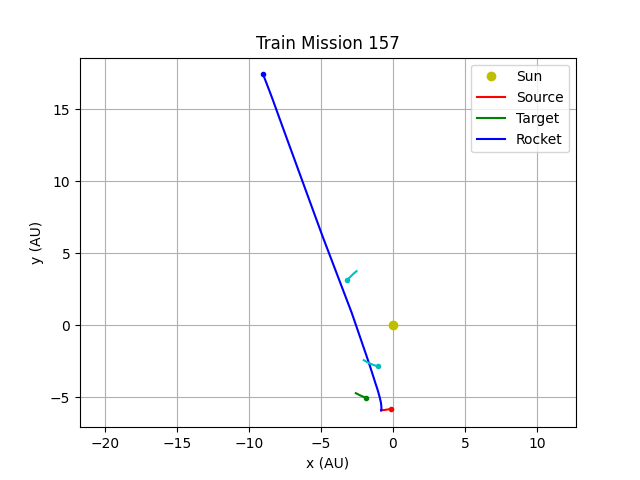 Train Mission 157
Sun
Source
Target
Rocket
15
10
5
0
−5
y (AU)
−20
−15
−10
−5
0
5
10
x (AU)